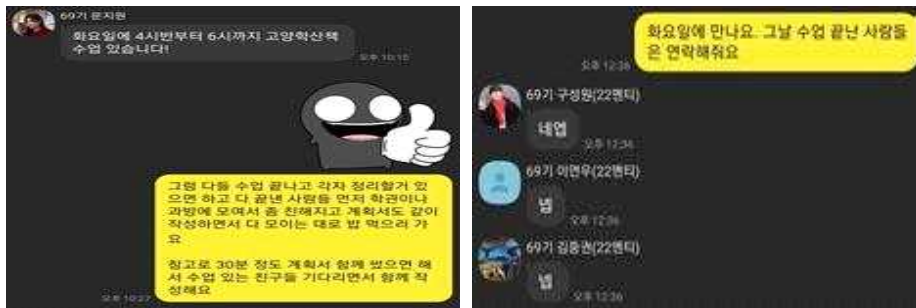 69기 문지원
화요일에 4시반부터 6시까지 고양학산책
수업 있습니다!
오후 10:15
그럼 다들 수업 끝나고 각자 정리할거 있
으면 하고 다 끝낸 사람들 먼저 학관이나
과방에 모여서 좀 친해지고 계획서도 같이
작성하면서 다 모이는 대로 밥 먹으러 가
요
참고로 30분 정도 계획서 함께 썼으면 해
서 수업 있는 친구들 기다리면서 함께 작
성해요
오후 10:27
화요일에 만나요. 그날 수업 끝난 사람들
은 연락해줘요
오후 12:36
69기 구성원(22멘티)
네엡
오후 12:36
69기 이연우(22멘티)
넵
오후 12:36
69기 김종권(22멘티)
넵
오후 12:36